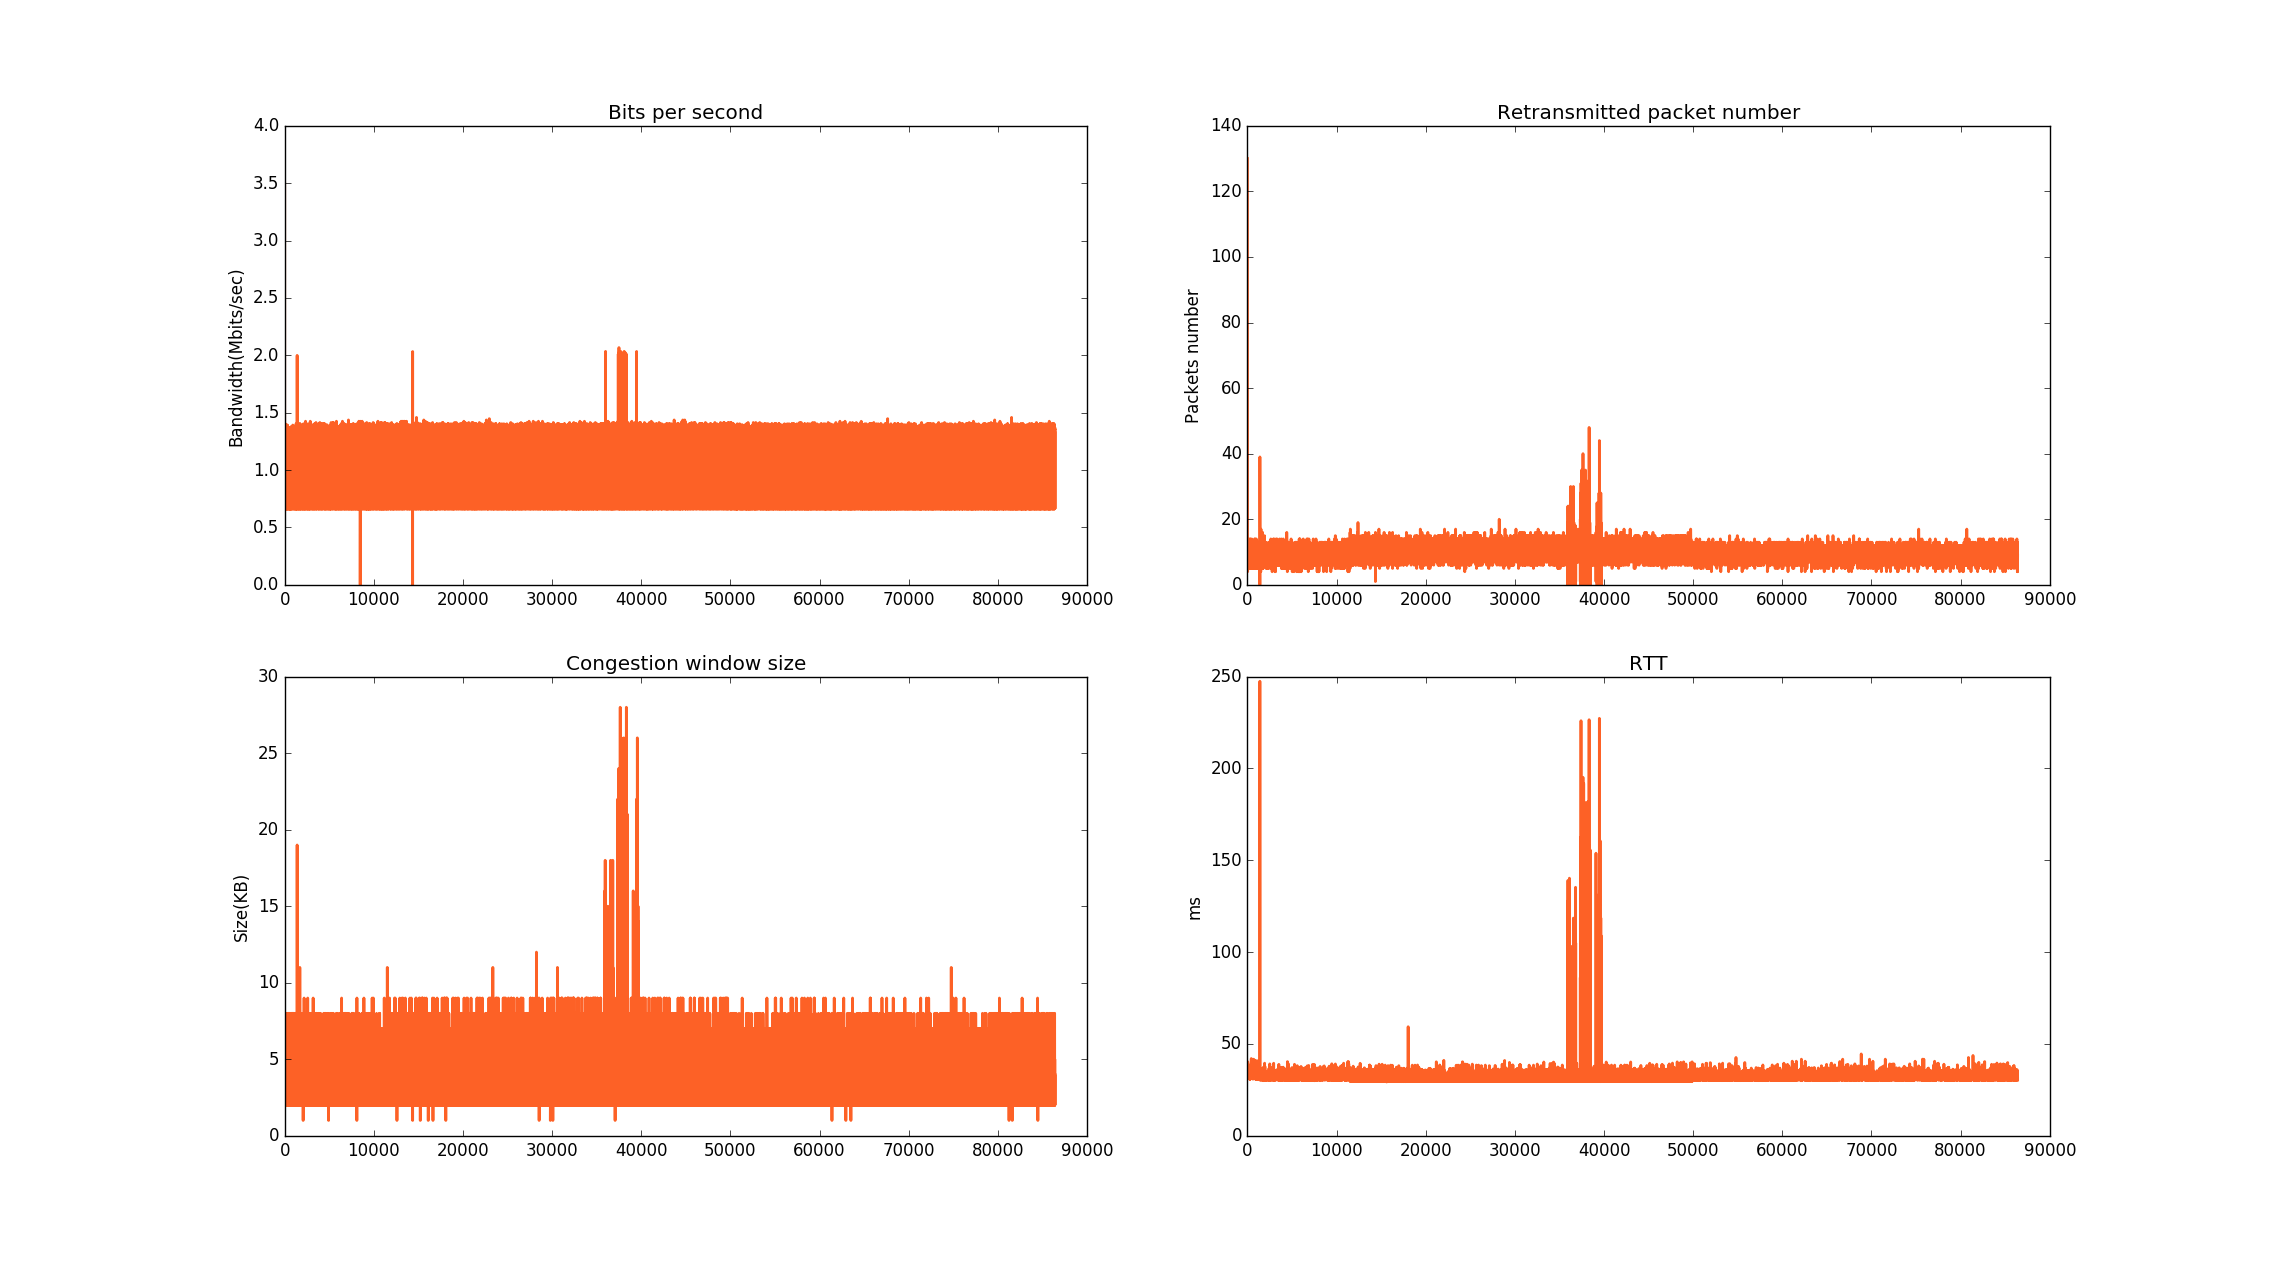 Bits per second
4.0
3.5
3.0
2.5
2.0
1.5
1.0
0.5
0.0
Bandwidth(Mbits/sec)
0 10000 20000 30000 40000 50000 60000 70000 80000 90000
Retransmitted packet number
140
120
100
80
60
40
20
0
Packets number
0 10000 20000 30000 40000 50000 60000 70000 80000 90000
Congestion window size
30
25
20
15
10
5
0
Size(KB)
0 10000 20000 30000 40000 50000 60000 70000 80000 90000
RTT
250
200
150
100
50
0
ms
0 10000 20000 30000 40000 50000 60000 70000 80000 90000